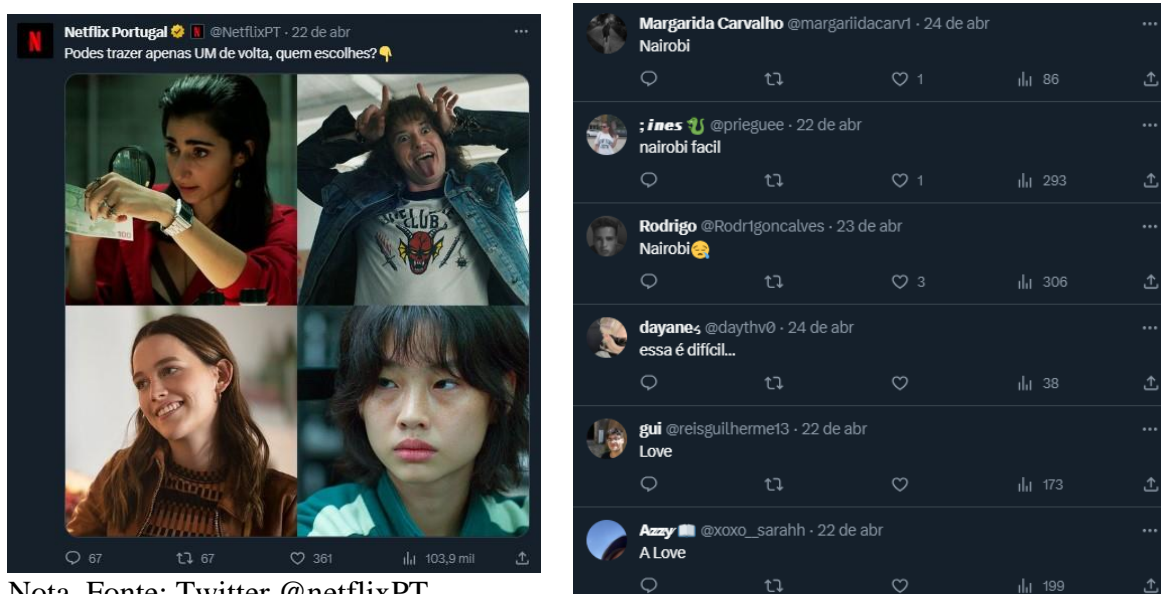 Netflix Portugal N @NetflixPT · 22 de abr
Podes trazer apenas UM de volta, quem escolhes?👇
100
HELLFIRE CLUB
67 67 361 103,9 mil
Nota. Fonte: Twitter @netflixPT
Margarida Carvalho @margariidacarv1 · 24 de abr
Nairobi
1 86
; ines 🐍 @prieguee · 22 de abr
nairobi facil
1 293
Rodrigo @Rodr1goncalves · 23 de abr
Nairobi😪
3 306
dayane @daythv0 · 24 de abr
essa é difícil...
38
gui @reisguilherme13 · 22 de abr
Love
173
Azzy 📖 @xoxo_sarahh · 22 de abr
A Love
199